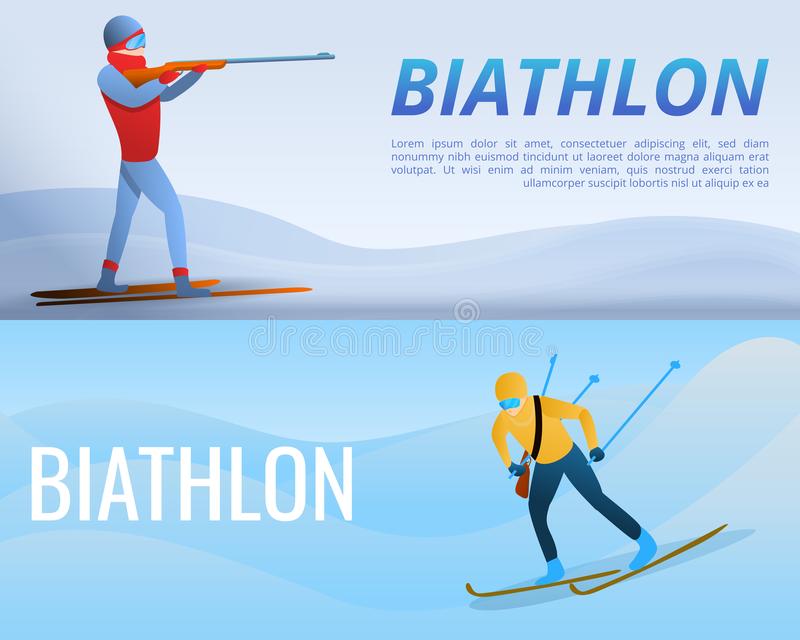 BIATHLON
Lorem ipsum dolor sit amet, consectetuer adipiscing elit, sed diam
nonummy nibh euismod tincidunt ut laoreet dolore magna aliquam erat
volutpat. Ut wisi enim ad minim veniam, quis nostrud exerci tation
ullamcorper suscipit lobortis nisl ut aliquip ex ea
dreamstime
BIATHLON